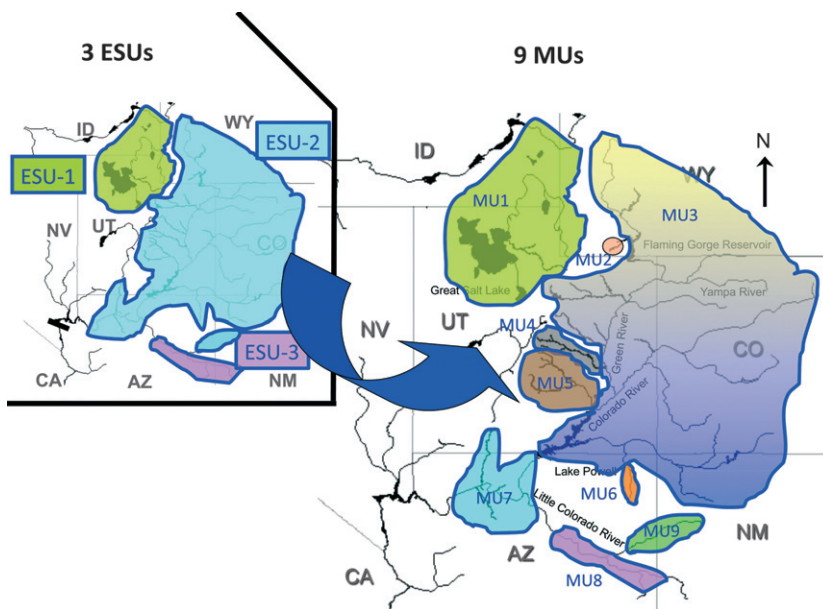 3 ESUs
9 MUs
ID
WY
ESU-2
ESU-1
UT
NV
CO
ESU-3
CA
AZ
NM
N
ID
WY
MU1
MU3
MU2
Flaming Gorge Reservoir
Great Salt Lake
Yampa River
NV
UT
MU4
Green River
CO
MU5
Colorado River
Lake Powell
MU6
MU7
Little Colorado River
MU9
NM
AZ
MU8
CA